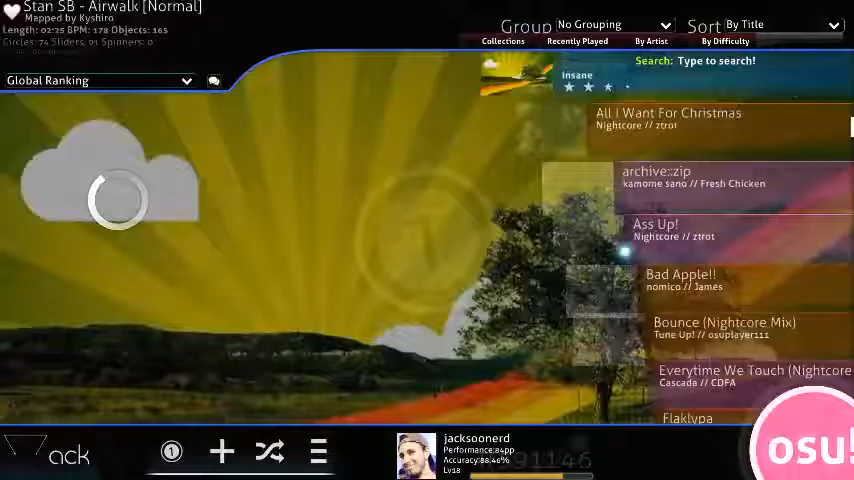 Stan SB - Airwalk [Normal]
Mapped by Kyshiro
Length: 02:25 BPM: 178 Objects: 165
Circles: 74 Sliders: 91 Spinners: 0
Group No Grouping
Sort By Title
Collections Recently Played By Artist By Difficulty
Global Ranking
Search: Type to search!
Insane
All I Want For Christmas
Nightcore // ztrot
archive::zip
kamome sano // Fresh Chicken
Ass Up!
Nightcore // ztrot
Bad Apple!!
nomico // James
Bounce (Nightcore Mix)
Tune Up! // osuplayer111
Everytime We Touch (Nightcore
Cascada // CDFA
Flaklypa
ack
jacksoonerd
Performance:84pp
Accuracy:88.46%
Lv18
91146
osu!